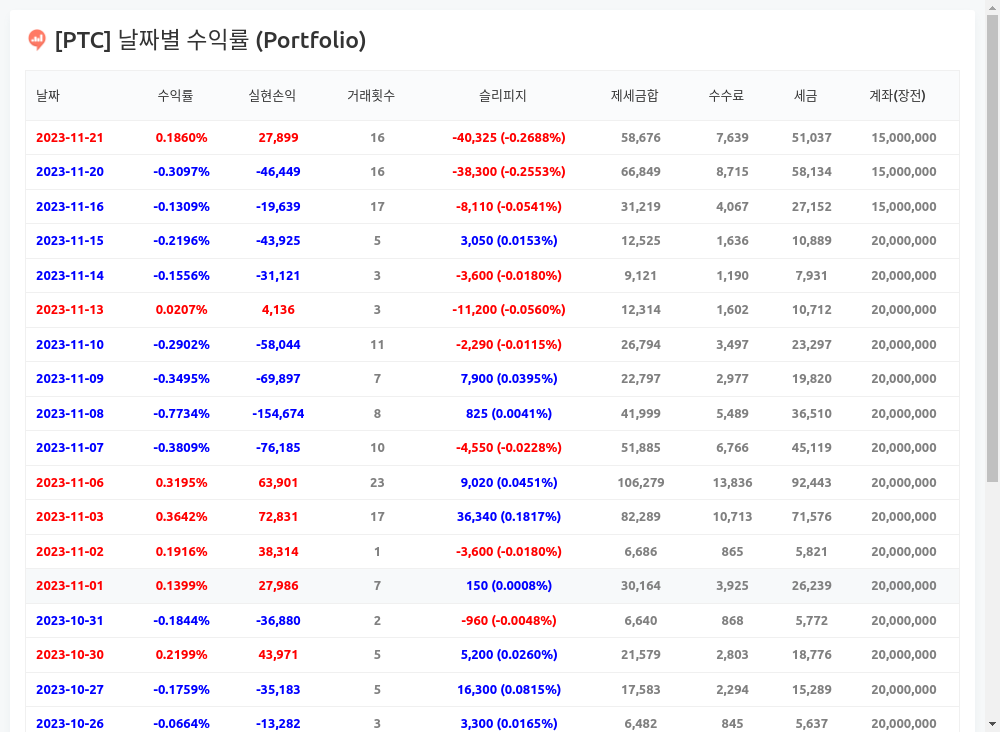 [PTC] 날짜별 수익률 (Portfolio)
날짜 수익률 실현손익 거래횟수 슬리피지 제세금합 수수료 세금 계좌(장전)
2023-11-21 0.1860% 27,899 16 -40,325 (-0.2688%) 58,676 7,639 51,037 15,000,000
2023-11-20 -0.3097% -46,449 16 -38,300 (-0.2553%) 66,849 8,715 58,134 15,000,000
2023-11-16 -0.1309% -19,639 17 -8,110 (-0.0541%) 31,219 4,067 27,152 15,000,000
2023-11-15 -0.2196% -43,925 5 3,050 (0.0153%) 12,525 1,636 10,889 20,000,000
2023-11-14 -0.1556% -31,121 3 -3,600 (-0.0180%) 9,121 1,190 7,931 20,000,000
2023-11-13 0.0207% 4,136 3 -11,200 (-0.0560%) 12,314 1,602 10,712 20,000,000
2023-11-10 -0.2902% -58,044 11 -2,290 (-0.0115%) 26,794 3,497 23,297 20,000,000
2023-11-09 -0.3495% -69,897 7 7,900 (0.0395%) 22,797 2,977 19,820 20,000,000
2023-11-08 -0.7734% -154,674 8 825 (0.0041%) 41,999 5,489 36,510 20,000,000
2023-11-07 -0.3809% -76,185 10 -4,550 (-0.0228%) 51,885 6,766 45,119 20,000,000
2023-11-06 0.3195% 63,901 23 9,020 (0.0451%) 106,279 13,836 92,443 20,000,000
2023-11-03 0.3642% 72,831 17 36,340 (0.1817%) 82,289 10,713 71,576 20,000,000
2023-11-02 0.1916% 38,314 1 -3,600 (-0.0180%) 6,686 865 5,821 20,000,000
2023-11-01 0.1399% 27,986 7 150 (0.0008%) 30,164 3,925 26,239 20,000,000
2023-10-31 -0.1844% -36,880 2 -960 (-0.0048%) 6,640 868 5,772 20,000,000
2023-10-30 0.2199% 43,971 5 5,200 (0.0260%) 21,579 2,803 18,776 20,000,000
2023-10-27 -0.1759% -35,183 5 16,300 (0.0815%) 17,583 2,294 15,289 20,000,000
2023-10-26 -0.0664% -13,282 3 3,300 (0.0165%) 6,482 845 5,637 20,000,000